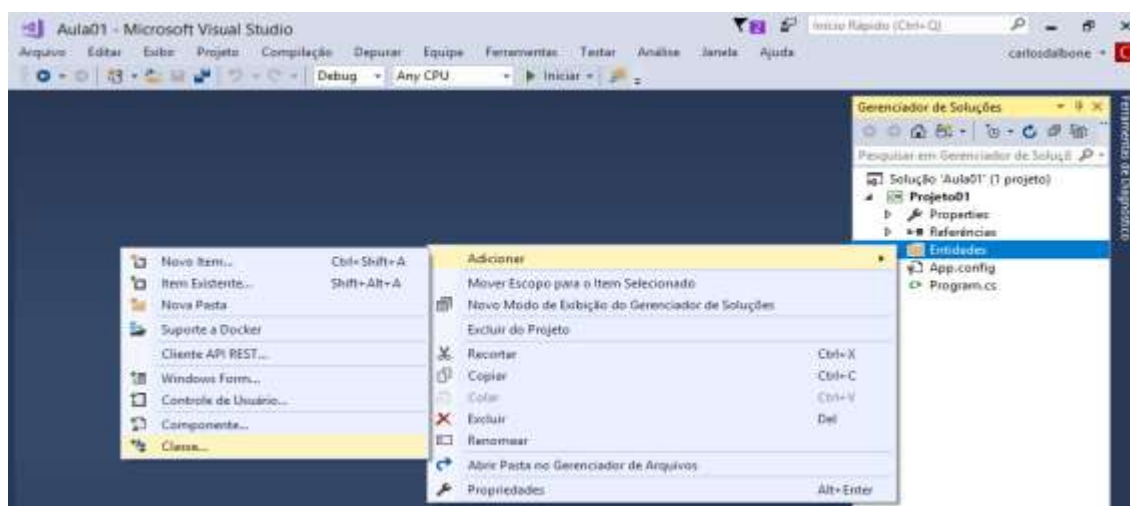 Aula01 - Microsoft Visual Studio
Início Rápido (Ctrl+Q)
Arquivo Editar Exibir Projeto Compilação Depurar Equipe Ferramentas Testar Análise Janela Ajuda
carlosdalbone
Debug Any CPU Iniciar
Gerenciador de Soluções
Pesquisar em Gerenciador de Soluçõ
Solução 'Aula01' (1 projeto)
Projeto01
Properties
Referências
Entidades
App.config
Program.cs
Ferramentas de Diagnóstico
Adicionar
Mover Escopo para o Item Selecionado
Novo Modo de Exibição do Gerenciador de Soluções
Excluir do Projeto
Recortar Ctrl+X
Copiar Ctrl+C
Colar Ctrl+V
Excluir Del
Renomear
Abrir Pasta no Gerenciador de Arquivos
Propriedades Alt+Enter
Novo Item... Ctrl+Shift+A
Item Existente... Shift+Alt+A
Nova Pasta
Suporte a Docker
Cliente API REST...
Windows Form...
Controle de Usuário...
Componente...
Classe...